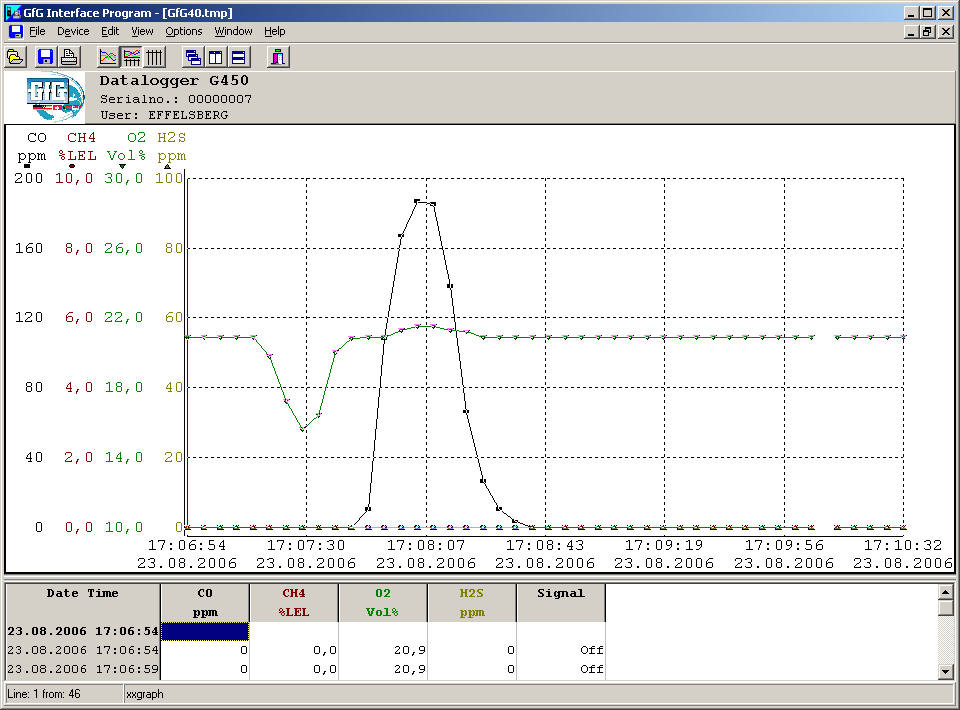 GfG Interface Program - [GfG40.tmp]
File Device Edit View Options Window Help
GfG
Datalogger G450
Serialno.: 00000007
User: EFFELSBERG
CO CH4 O2 H2S
ppm %LEL Vol% ppm
200 10,0 30,0 100
160 8,0 26,0 80
120 6,0 22,0 60
80 4,0 18,0 40
40 2,0 14,0 20
0 0,0 10,0 0
17:06:54 17:07:30 17:08:07 17:08:43 17:09:19 17:09:56 17:10:32
23.08.2006 23.08.2006 23.08.2006 23.08.2006 23.08.2006 23.08.2006 23.08.2006
Date Time CO CH4 O2 H2S Signal
ppm %LEL Vol% ppm
23.08.2006 17:06:54
23.08.2006 17:06:54 0 0,0 20,9 0 Off
23.08.2006 17:06:59 0 0,0 20,9 0 Off
Line: 1 from: 46 xxgraph